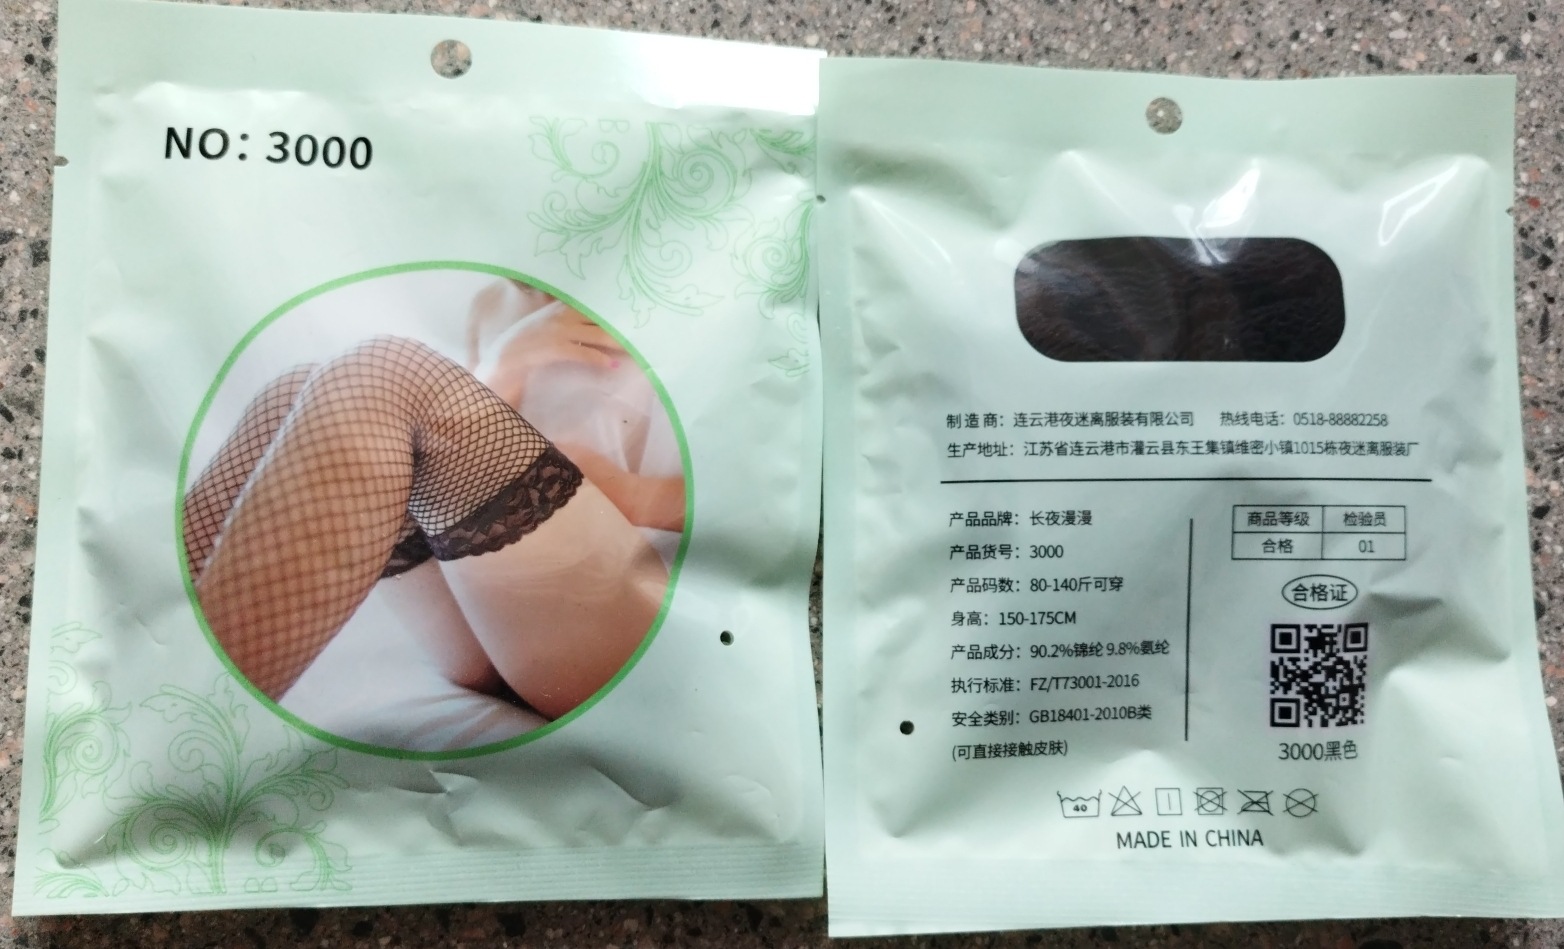 NO: 3000
制造商：连云港夜迷离服装有限公司 热线电话：0518-88882258
生产地址：江苏省连云港市灌云县东王集镇维密小镇1015栋夜迷离服装厂
产品品牌：长夜漫漫
产品货号：3000
产品码数：80-140斤可穿
身高：150-175CM
产品成分：90.2%锦纶 9.8%氨纶
执行标准：FZ/T73001-2016
安全类别：GB18401-2010B类
(可直接接触皮肤)
商品等级 检验员
合格 01
合格证
3000黑色
40
MADE IN CHINA